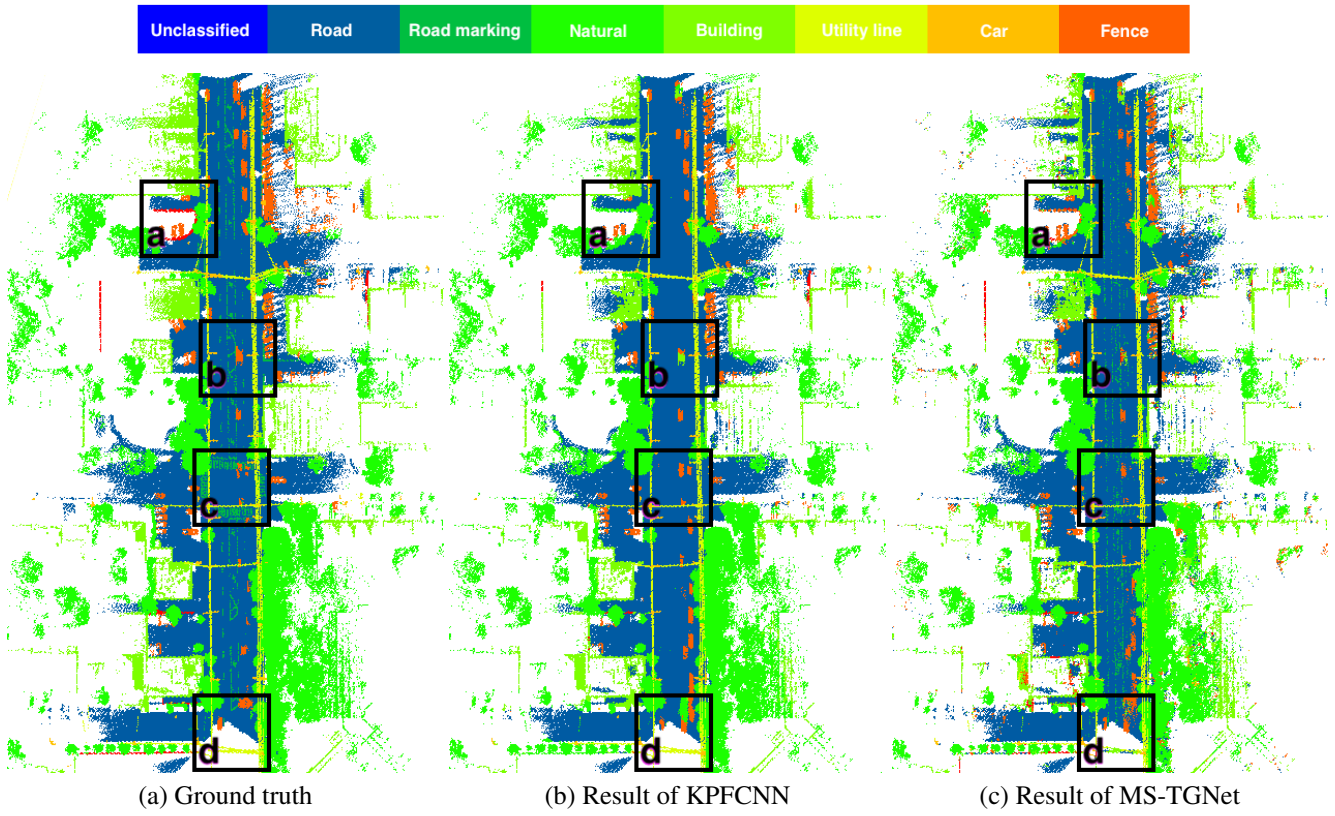 Unclassified Road Road marking Natural Building Utility line Car Fence
a a a
b b b
c c c
d d d
(a) Ground truth (b) Result of KPFCNN (c) Result of MS-TGNet